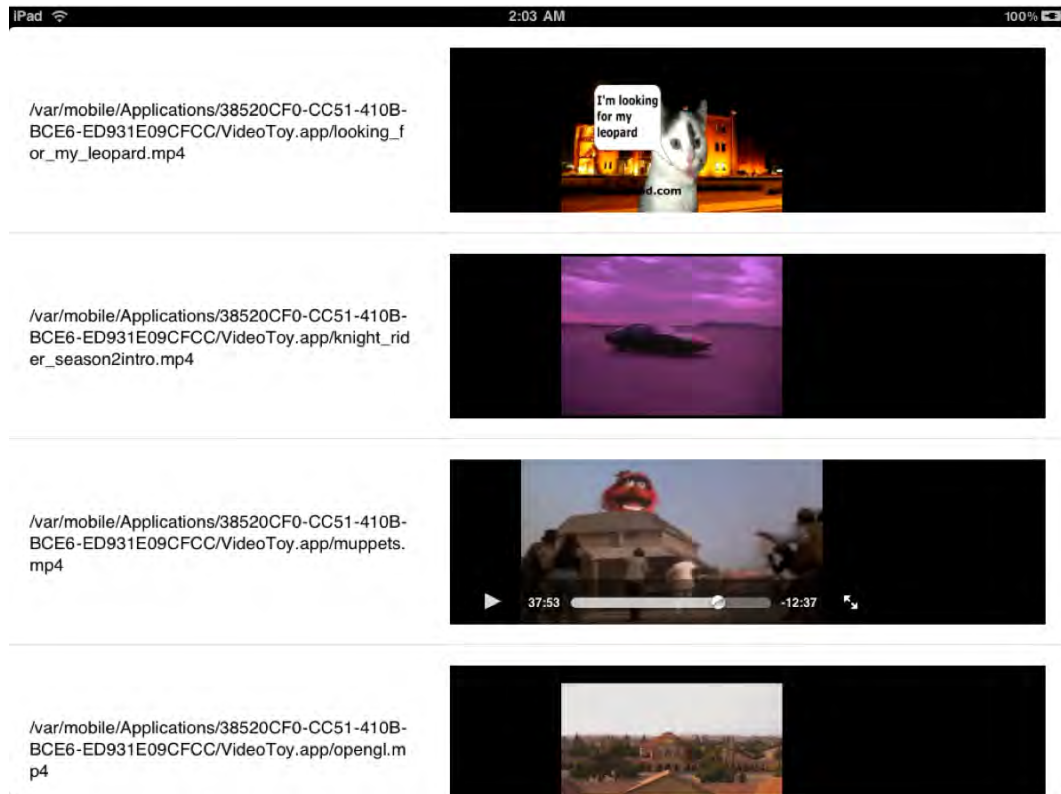 iPad 2:03 AM 100%
/var/mobile/Applications/38520CF0-CC51-410B-
BCE6-ED931E09CFCC/VideoToy.app/looking_f
or_my_leopard.mp4
I'm looking
for my
leopard
d.com
/var/mobile/Applications/38520CF0-CC51-410B-
BCE6-ED931E09CFCC/VideoToy.app/knight_rid
er_season2intro.mp4
/var/mobile/Applications/38520CF0-CC51-410B-
BCE6-ED931E09CFCC/VideoToy.app/muppets.
mp4
37:53 -12:37
/var/mobile/Applications/38520CF0-CC51-410B-
BCE6-ED931E09CFCC/VideoToy.app/opengl.m
p4